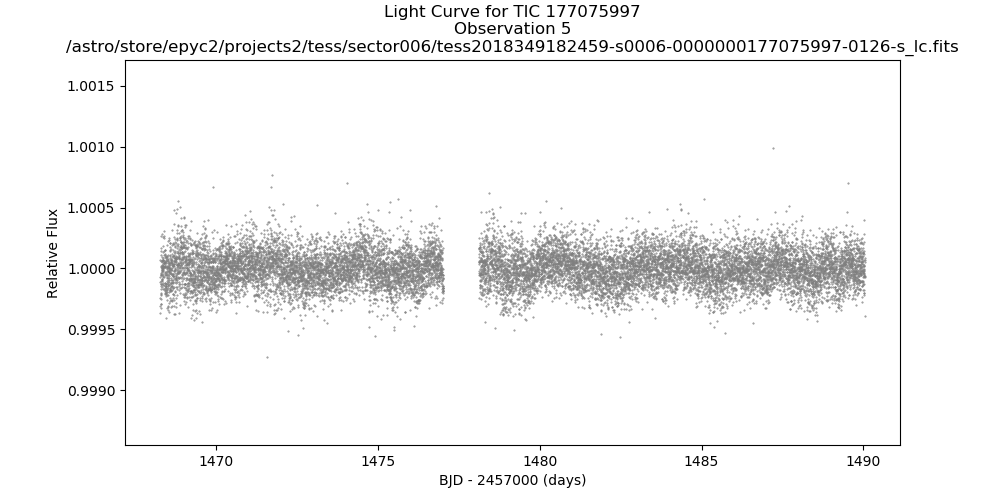 Light Curve for TIC 177075997
Observation 5
/astro/store/epyc2/projects2/tess/sector006/tess2018349182459-s0006-0000000177075997-0126-s_lc.fits
1.0015
1.0010
1.0005
1.0000
0.9995
0.9990
Relative Flux
1470
1475
1480
1485
1490
BJD - 2457000 (days)